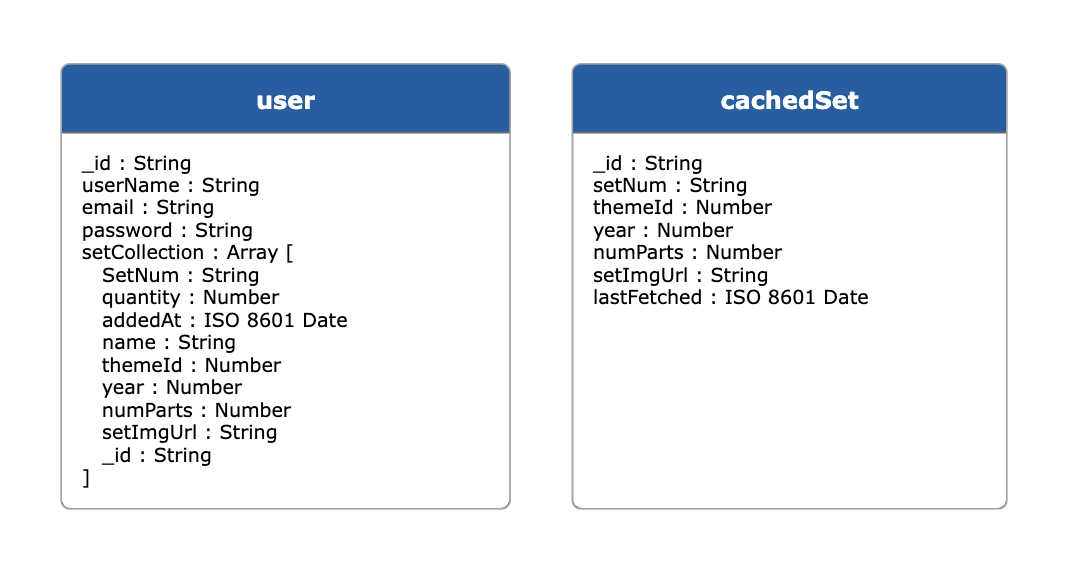 user
_id : String
userName : String
email : String
password : String
setCollection : Array [
SetNum : String
quantity : Number
addedAt : ISO 8601 Date
name : String
themeId : Number
year : Number
numParts : Number
setImgUrl : String
_id : String
]
cachedSet
_id : String
setNum : String
themeId : Number
year : Number
numParts : Number
setImgUrl : String
lastFetched : ISO 8601 Date